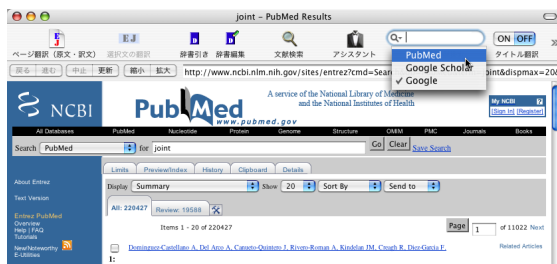 joint – PubMed Results
EJ
ページ翻訳（原文・訳文） 選択文の翻訳 辞書引き 辞書編集 文献検索 アシスタント ON OFF タイトル翻訳
PubMed
Google Scholar
✓ Google
戻る 進む 中止 更新 縮小 拡大 http://www.ncbi.nlm.nih.gov/sites/entrez?cmd=Sear int&dispmax=20
NCBI
PubMed
www.pubmed.gov
A service of the National Library of Medicine
and the National Institutes of Health
My NCBI ?
[Sign In] [Register]
All Databases PubMed Nucleotide Protein Genome Structure OMIM PMC Journals Books
Search PubMed for joint Go Clear Save Search
Limits Preview/Index History Clipboard Details
Display Summary Show 20 Sort By Send to
All: 220427 Review: 19588
Items 1 - 20 of 220427 Page 1 of 11022 Next
About Entrez
Text Version
Entrez PubMed
Overview
Help | FAQ
Tutorials
New/Noteworthy
E-Utilities
Dominguez-Castellano A, Del Arco A, Canueto-Quintero J, Rivero-Roman A, Kindelan JM, Creagh R, Diez-Garcia F. Related Articles
1: